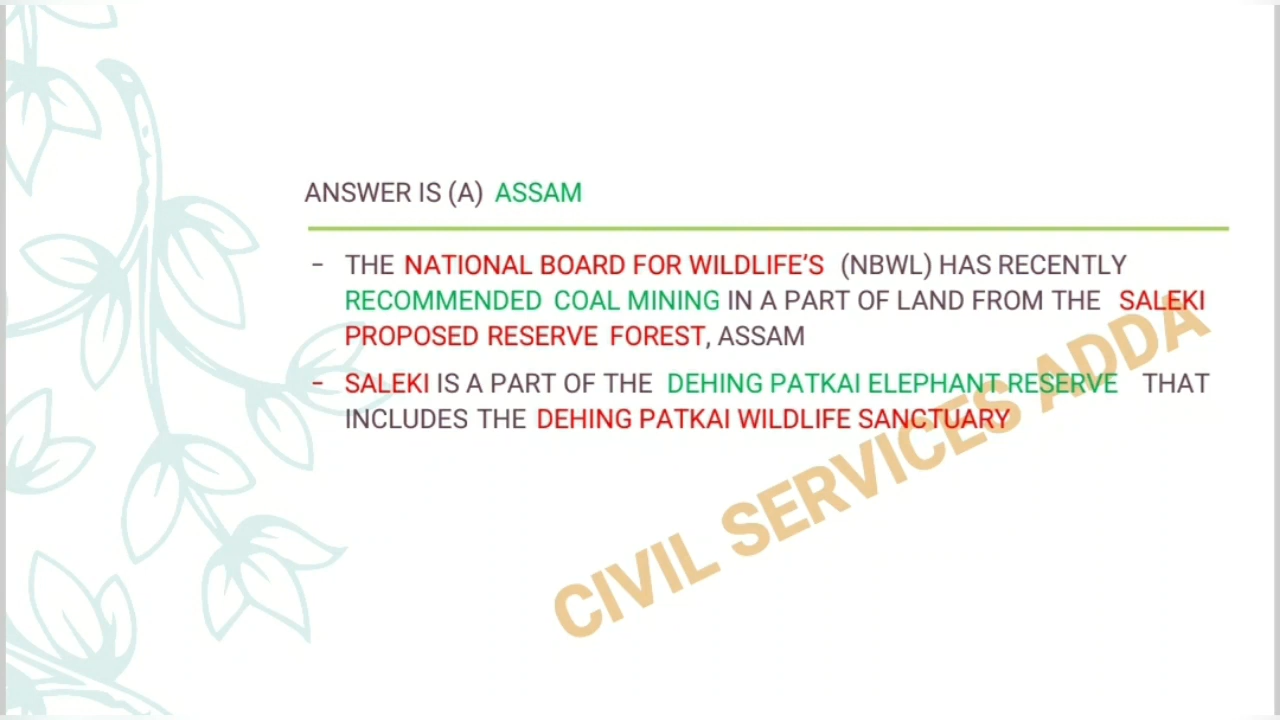 ANSWER IS (A) ASSAM
– THE NATIONAL BOARD FOR WILDLIFE’S (NBWL) HAS RECENTLY
RECOMMENDED COAL MINING IN A PART OF LAND FROM THE SALEKI
PROPOSED RESERVE FOREST, ASSAM
– SALEKI IS A PART OF THE DEHING PATKAI ELEPHANT RESERVE THAT
INCLUDES THE DEHING PATKAI WILDLIFE SANCTUARY
CIVIL SERVICES ADDA